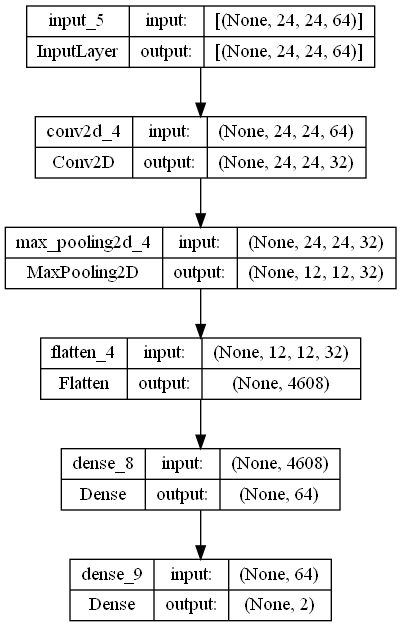 input_5 input: [(None, 24, 24, 64)]
InputLayer output: [(None, 24, 24, 64)]
conv2d_4 input: (None, 24, 24, 64)
Conv2D output: (None, 24, 24, 32)
max_pooling2d_4 input: (None, 24, 24, 32)
MaxPooling2D output: (None, 12, 12, 32)
flatten_4 input: (None, 12, 12, 32)
Flatten output: (None, 4608)
dense_8 input: (None, 4608)
Dense output: (None, 64)
dense_9 input: (None, 64)
Dense output: (None, 2)